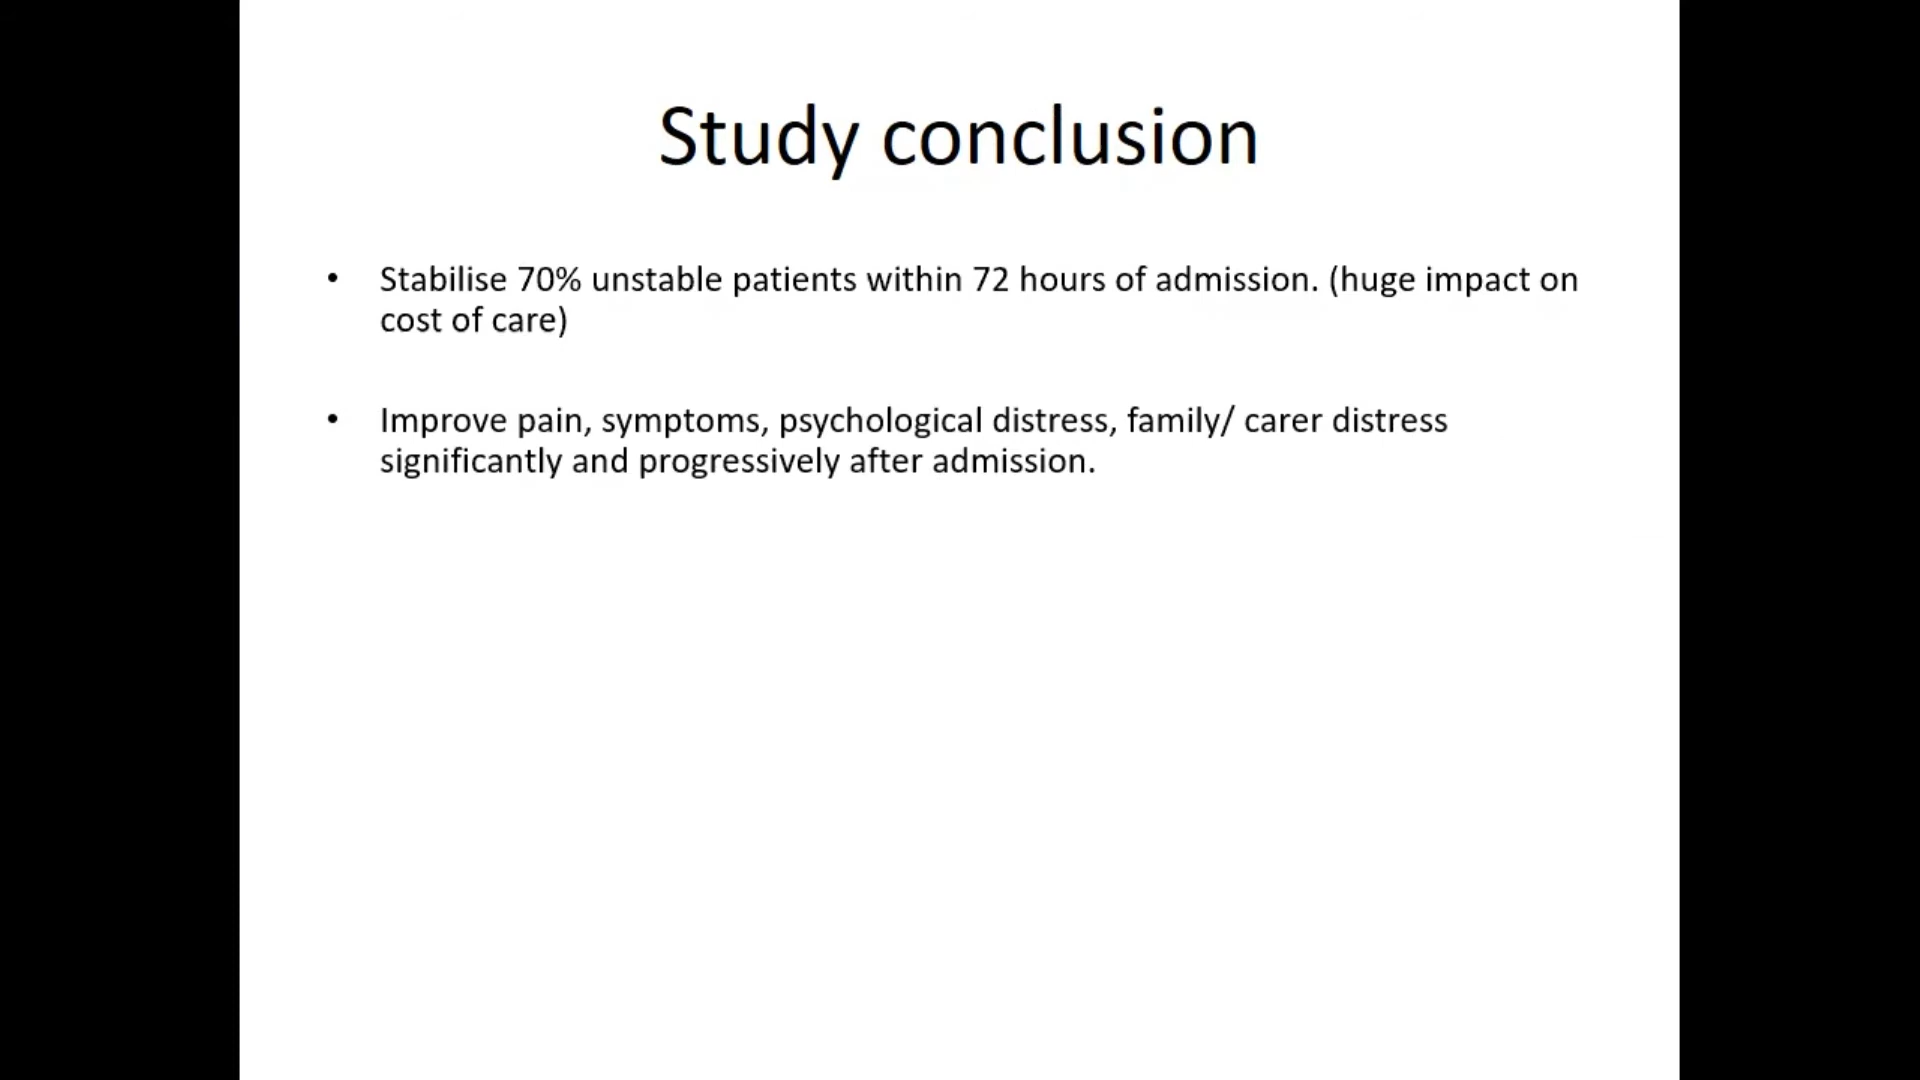 Study conclusion
• Stabilise 70% unstable patients within 72 hours of admission. (huge impact on
cost of care)
• Improve pain, symptoms, psychological distress, family/ carer distress
significantly and progressively after admission.